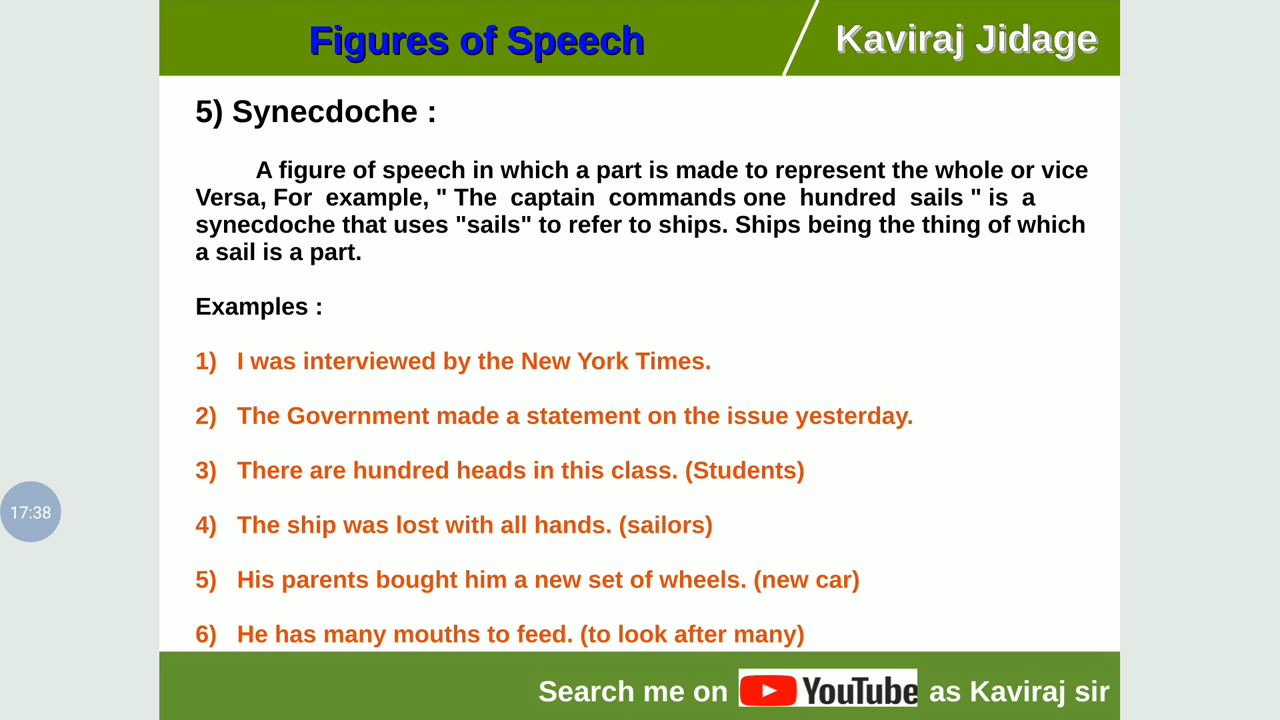 Figures of Speech
Kaviraj Jidage
5) Synecdoche :
A figure of speech in which a part is made to represent the whole or vice
Versa, For example, " The captain commands one hundred sails " is a
synecdoche that uses "sails" to refer to ships. Ships being the thing of which
a sail is a part.
Examples :
1) I was interviewed by the New York Times.
2) The Government made a statement on the issue yesterday.
3) There are hundred heads in this class. (Students)
17:38
4) The ship was lost with all hands. (sailors)
5) His parents bought him a new set of wheels. (new car)
6) He has many mouths to feed. (to look after many)
Search me on YouTube as Kaviraj sir